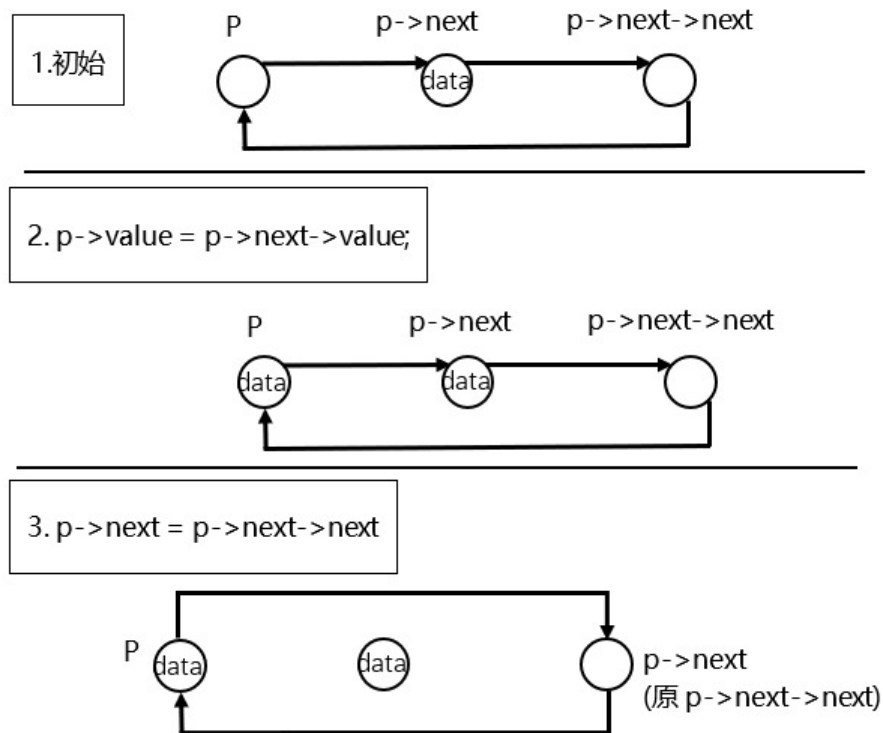 P p->next p->next->next
1.初始
data
2. p->value = p->next->value;
P p->next p->next->next
data data
3. p->next = p->next->next
P data data p->next
(原 p->next->next)